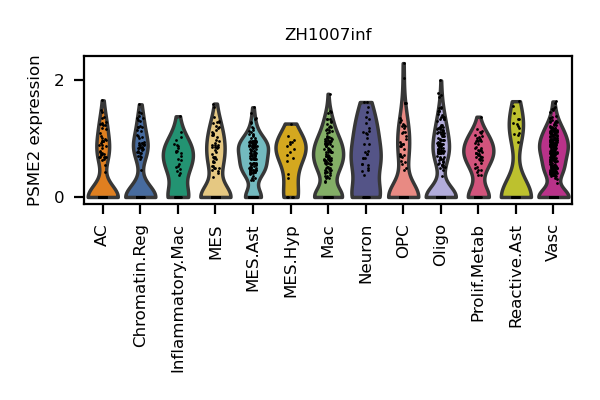 ZH1007inf
PSME2 expression
2
0
AC
Chromatin.Reg
Inflammatory.Mac
MES
MES.Ast
MES.Hyp
Mac
Neuron
OPC
Oligo
Prolif.Metab
Reactive.Ast
Vasc